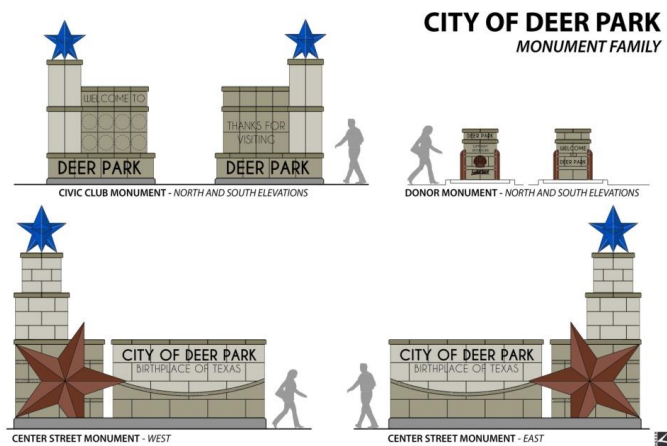 CITY OF DEER PARK
MONUMENT FAMILY
WELCOME TO
DEER PARK
THANKS FOR
VISITING
DEER PARK
DEER PARK
WELCOME
TO
DEER PARK
CIVIC CLUB MONUMENT - NORTH AND SOUTH ELEVATIONS
DONOR MONUMENT - NORTH AND SOUTH ELEVATIONS
CITY OF DEER PARK
BIRTHPLACE OF TEXAS
CITY OF DEER PARK
BIRTHPLACE OF TEXAS
CENTER STREET MONUMENT - WEST
CENTER STREET MONUMENT - EAST